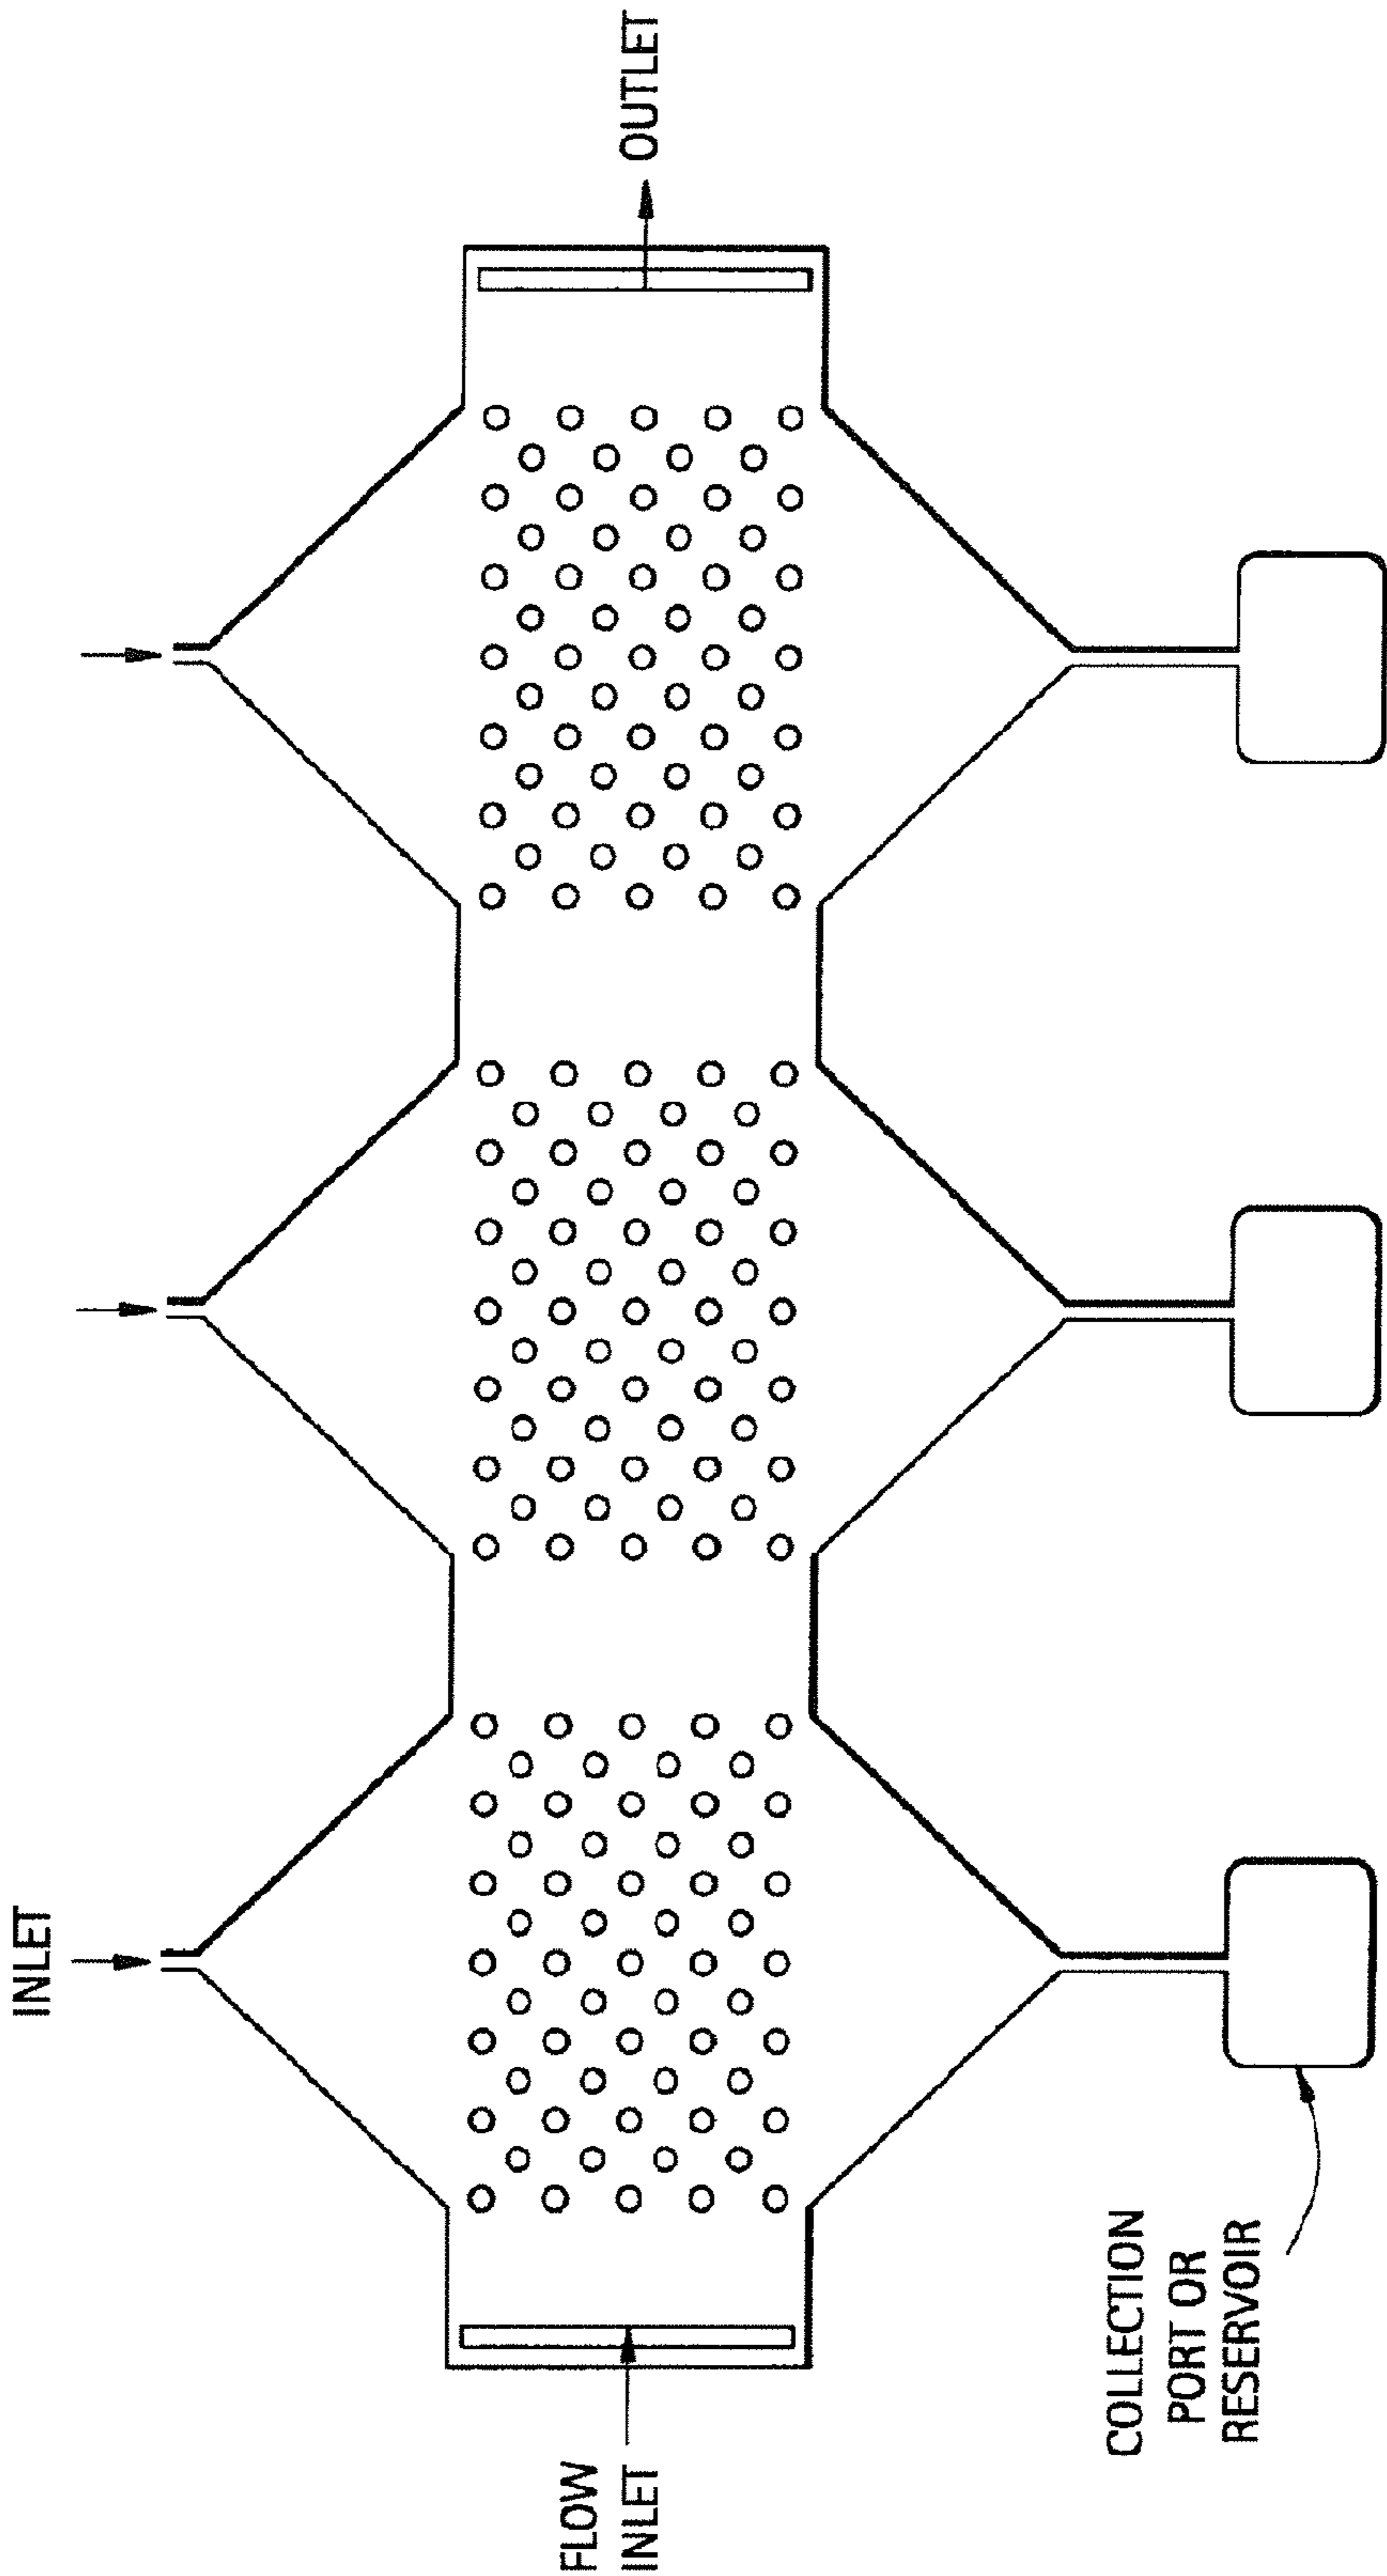 INLET
OUTLET
FLOW
INLET
COLLECTION
PORT OR
RESERVOIR